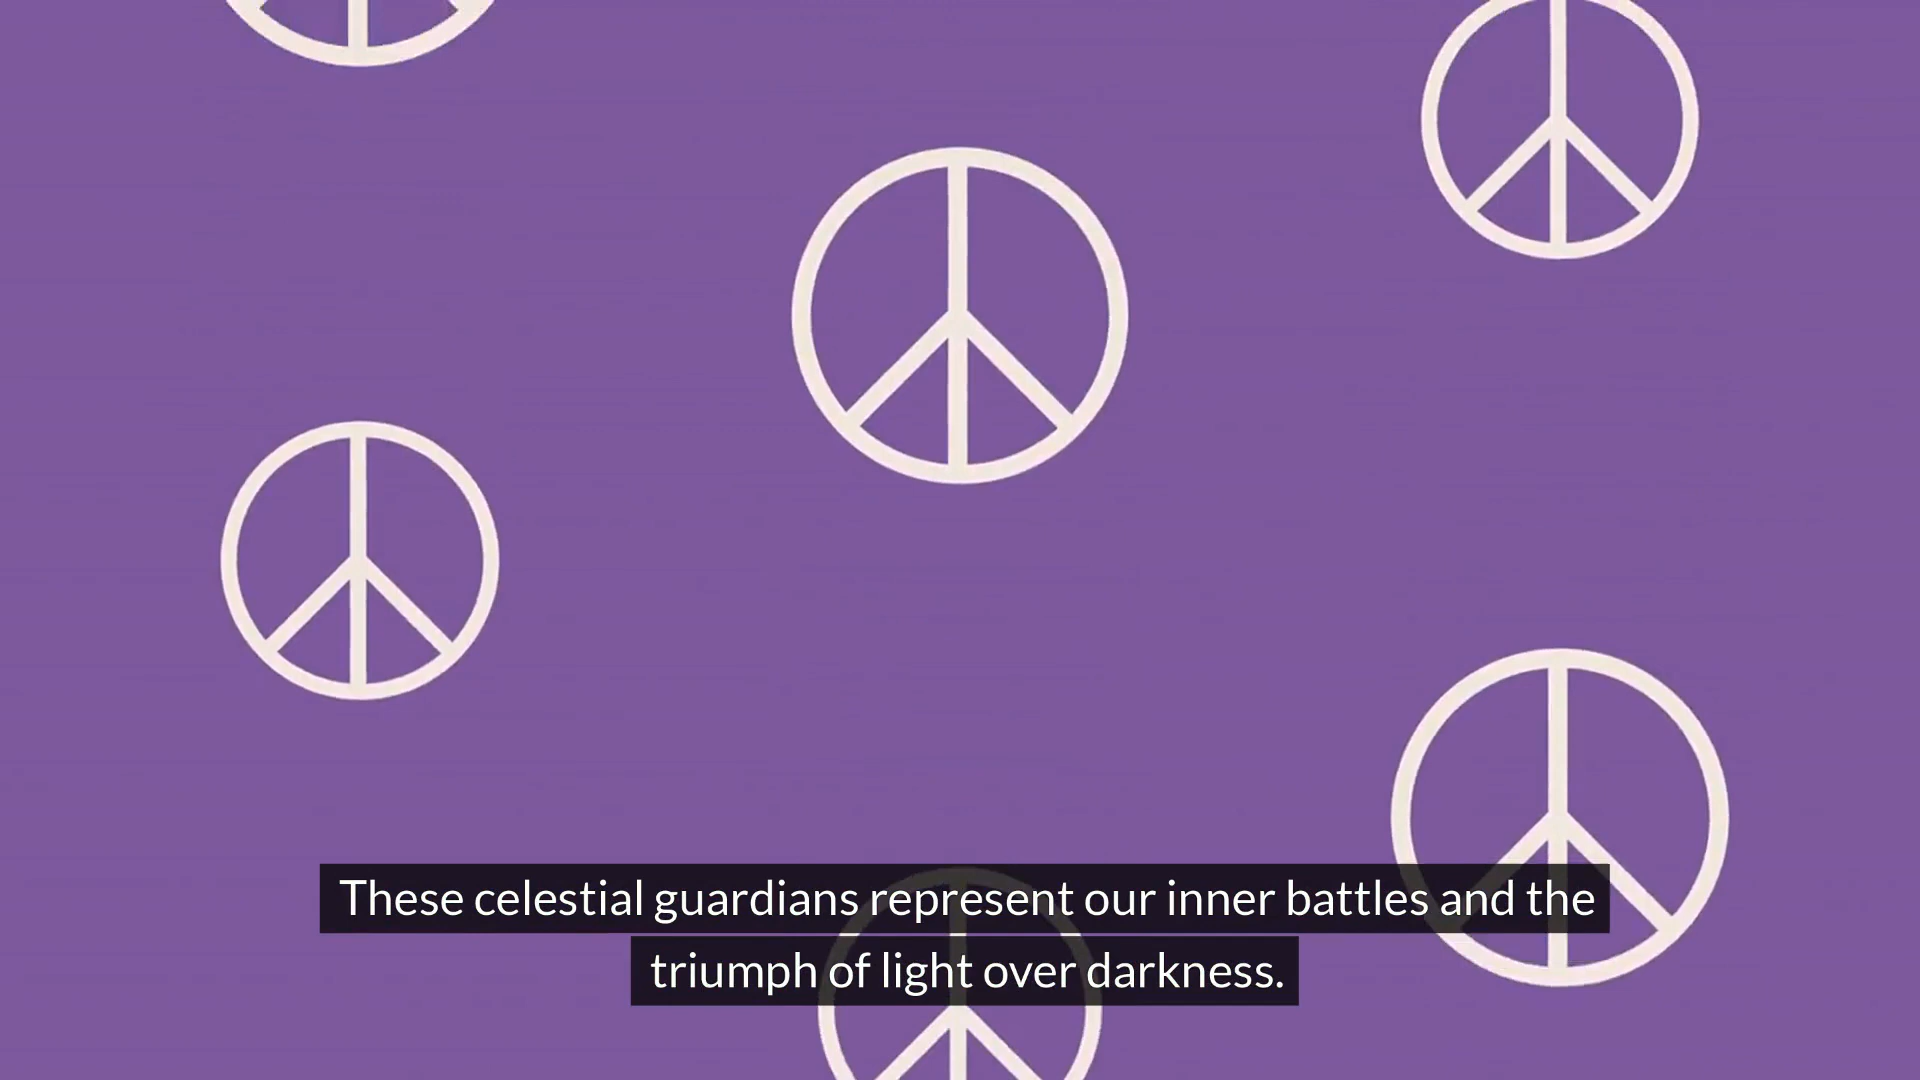 These celestial guardians represent our inner battles and the
triumph of light over darkness.